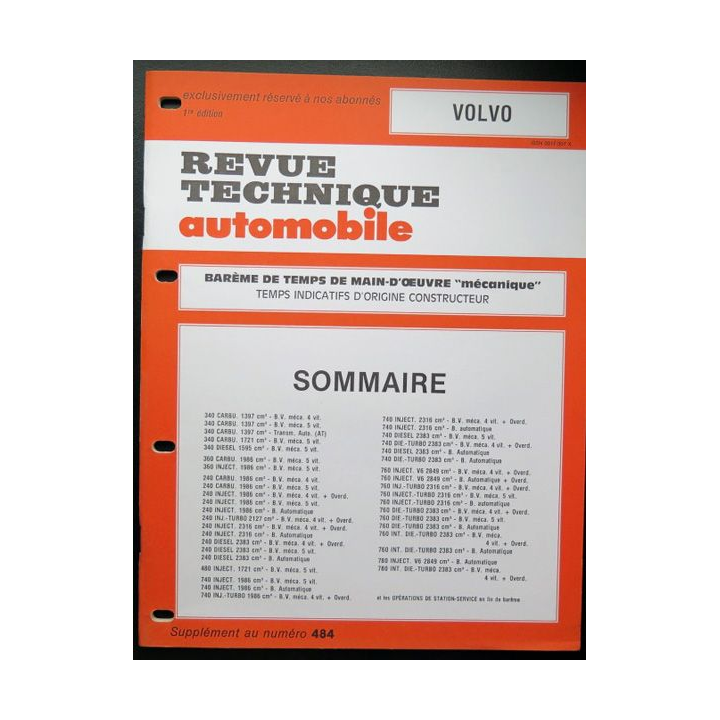 exclusivement réservé à nos abonnés
1re édition
VOLVO
REVUE
TECHNIQUE
automobile
BARÈME DE TEMPS DE MAIN-D'ŒUVRE "mécanique"
TEMPS INDICATIFS D'ORIGINE CONSTRUCTEUR
SOMMAIRE
340 CARBU. 1397 cm³ - B.V. méca. 4 vit.
340 CARBU. 1397 cm³ - B.V. méca. 5 vit.
340 CARBU. 1397 cm³ - Transm. Auto. (AT)
340 CARBU. 1721 cm³ - B.V. méca. 5 vit.
340 DIESEL 1595 cm³ - B.V. méca. 5 vit.
360 CARBU. 1986 cm³ - B.V. méca. 5 vit.
360 INJECT. 1986 cm³ - B.V. méca. 5 vit.
240 CARBU. 1986 cm³ - B.V. méca. 4 vit.
240 CARBU. 1986 cm³ - B.V. méca. 5 vit.
240 INJECT. 1986 cm³ - B.V. méca. 4 vit. + Overd.
240 INJECT. 1986 cm³ - B.V. méca. 5 vit.
240 INJECT. 1986 cm³ - B. Automatique
240 INJ.-TURBO 2127 cm³ - B.V. méca. 4 vit. + Overd.
240 INJECT. 2316 cm³ - B.V. méca. 4 vit. + Overd.
240 INJECT. 2316 cm³ - B. Automatique
240 DIESEL 2383 cm³ - B.V. méca. 4 vit. + Overd.
240 DIESEL 2383 cm³ - B.V. méca. 5 vit.
240 DIESEL 2383 cm³ - B. Automatique
480 INJECT. 1721 cm³ - B.V. méca. 5 vit.
740 INJECT. 1986 cm³ - B.V. méca. 5 vit.
740 INJECT. 1986 cm³ - B. Automatique
740 INJ.-TURBO 1986 cm³ - B.V. méca. 4 vit. + Overd.
740 INJECT. 2316 cm³ - B.V. méca. 4 vit. + Overd.
740 INJECT. 2316 cm³ - B. automatique
740 DIESEL 2383 cm³ - B.V. méca. 5 vit.
740 DIE.-TURBO 2383 cm³ - B.V. méca. 4 vit. + Overd.
740 DIESEL 2383 cm³ - B. Automatique
740 DIE.-TURBO 2383 cm³ - B. Automatique
760 INJECT. V6 2849 cm³ - B.V. méca. 4 vit. + Overd.
760 INJECT. V6 2849 cm³ - B. Automatique + Overd.
760 INJ.-TURBO 2316 cm³ - B.V. méca. 4 vit. + Overd.
760 INJECT.-TURBO 2316 cm³ - B.V. méca. 5 vit.
760 INJECT.-TURBO 2316 cm³ - B. Automatique
760 DIE.-TURBO 2383 cm³ - B.V. méca. 4 vit. + Overd.
760 DIE.-TURBO 2383 cm³ - B.V. méca. 5 vit.
760 DIE.-TURBO 2383 cm³ - B. Automatique
760 INT. DIE.-TURBO 2383 cm³ - B.V. méca.
4 vit. + Overd.
760 INT. DIE.-TURBO 2383 cm³ - B. Automatique
780 INJECT. V6 2849 cm³ - B. Automatique
760 INT. DIE.-TURBO 2383 cm³ - B.V. méca.
4 vit. + Overd.
et les OPÉRATIONS DE STATION-SERVICE en fin de barème
Supplément au numéro 484